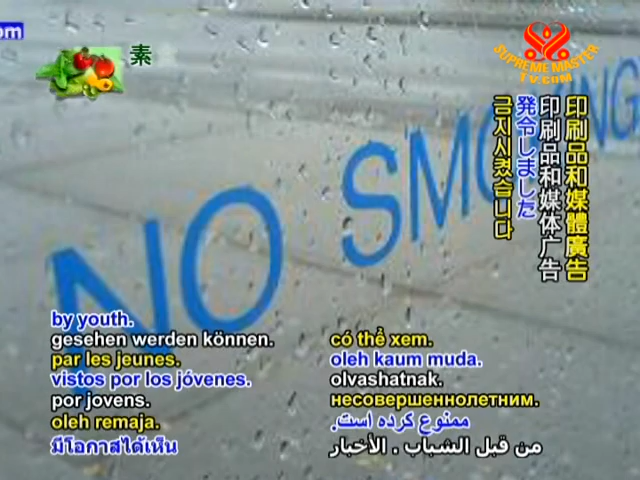 om
素
SUPREME MASTER
TV.COM
NO SMOKING
印刷品和媒體廣告
印刷品和媒体广告
発令しました
금지시켰습니다
by youth.
gesehen werden können.
par les jeunes.
vistos por los jóvenes.
por jovens.
oleh remaja.
มีโอกาสได้เห็น
có thể xem.
oleh kaum muda.
olvashatnak.
несовершеннолетним.
ممنوع کرده است.
من قبل الشباب . الأخبار